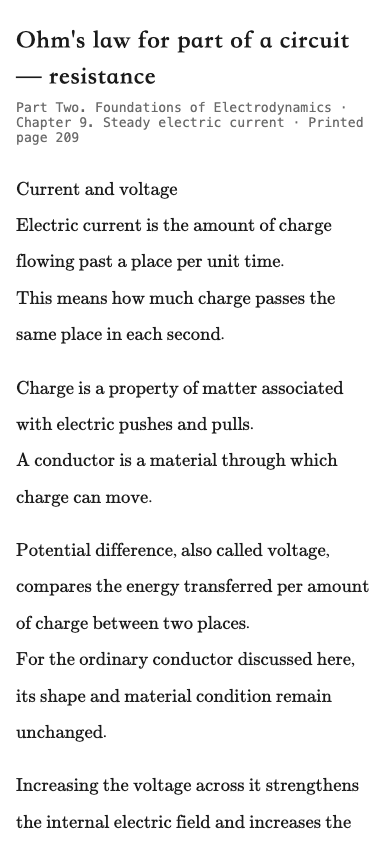 Ohm's law for part of a circuit
— resistance
Part Two. Foundations of Electrodynamics ·
Chapter 9. Steady electric current · Printed
page 209
Current and voltage
Electric current is the amount of charge
flowing past a place per unit time.
This means how much charge passes the
same place in each second.
Charge is a property of matter associated
with electric pushes and pulls.
A conductor is a material through which
charge can move.
Potential difference, also called voltage,
compares the energy transferred per amount
of charge between two places.
For the ordinary conductor discussed here,
its shape and material condition remain
unchanged.
Increasing the voltage across it strengthens
the internal electric field and increases the